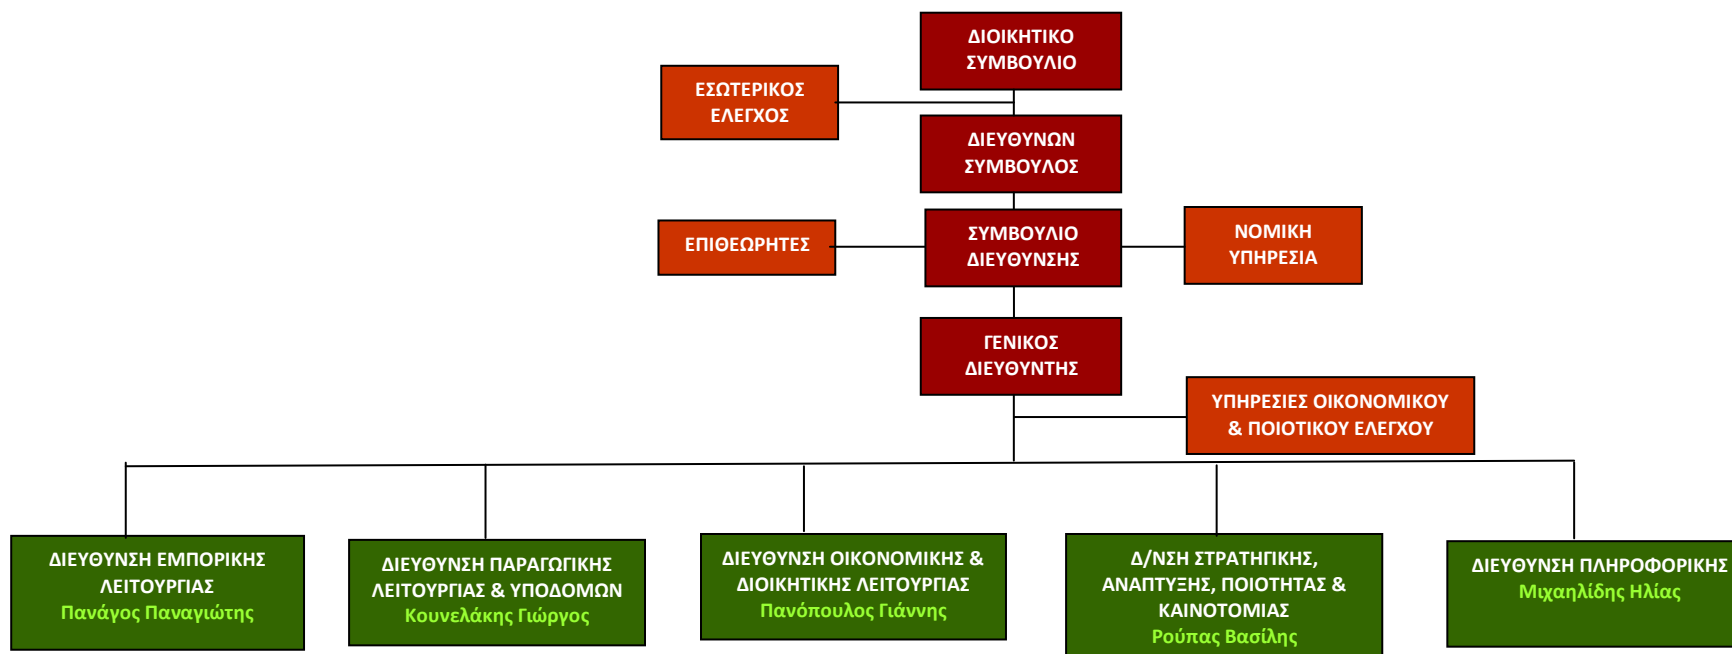 ΔΙΟΙΚΗΤΙΚΟ
ΣΥΜΒΟΥΛΙΟ
ΕΣΩΤΕΡΙΚΟΣ
ΕΛΕΓΧΟΣ
ΔΙΕΥΘΥΝΩΝ
ΣΥΜΒΟΥΛΟΣ
ΕΠΙΘΕΩΡΗΤΕΣ
ΣΥΜΒΟΥΛΙΟ
ΔΙΕΥΘΥΝΣΗΣ
ΝΟΜΙΚΗ
ΥΠΗΡΕΣΙΑ
ΓΕΝΙΚΟΣ
ΔΙΕΥΘΥΝΤΗΣ
ΥΠΗΡΕΣΙΕΣ ΟΙΚΟΝΟΜΙΚΟΥ
& ΠΟΙΟΤΙΚΟΥ ΕΛΕΓΧΟΥ
ΔΙΕΥΘΥΝΣΗ ΕΜΠΟΡΙΚΗΣ
ΛΕΙΤΟΥΡΓΙΑΣ
Πανάγος Παναγιώτης
ΔΙΕΥΘΥΝΣΗ ΠΑΡΑΓΩΓΙΚΗΣ
ΛΕΙΤΟΥΡΓΙΑΣ & ΥΠΟΔΟΜΩΝ
Κουνελάκης Γιώργος
ΔΙΕΥΘΥΝΣΗ ΟΙΚΟΝΟΜΙΚΗΣ &
ΔΙΟΙΚΗΤΙΚΗΣ ΛΕΙΤΟΥΡΓΙΑΣ
Πανόπουλος Γιάννης
Δ/ΝΣΗ ΣΤΡΑΤΗΓΙΚΗΣ,
ΑΝΑΠΤΥΞΗΣ, ΠΟΙΟΤΗΤΑΣ &
ΚΑΙΝΟΤΟΜΙΑΣ
Ρούπας Βασίλης
ΔΙΕΥΘΥΝΣΗ ΠΛΗΡΟΦΟΡΙΚΗΣ
Μιχαηλίδης Ηλίας